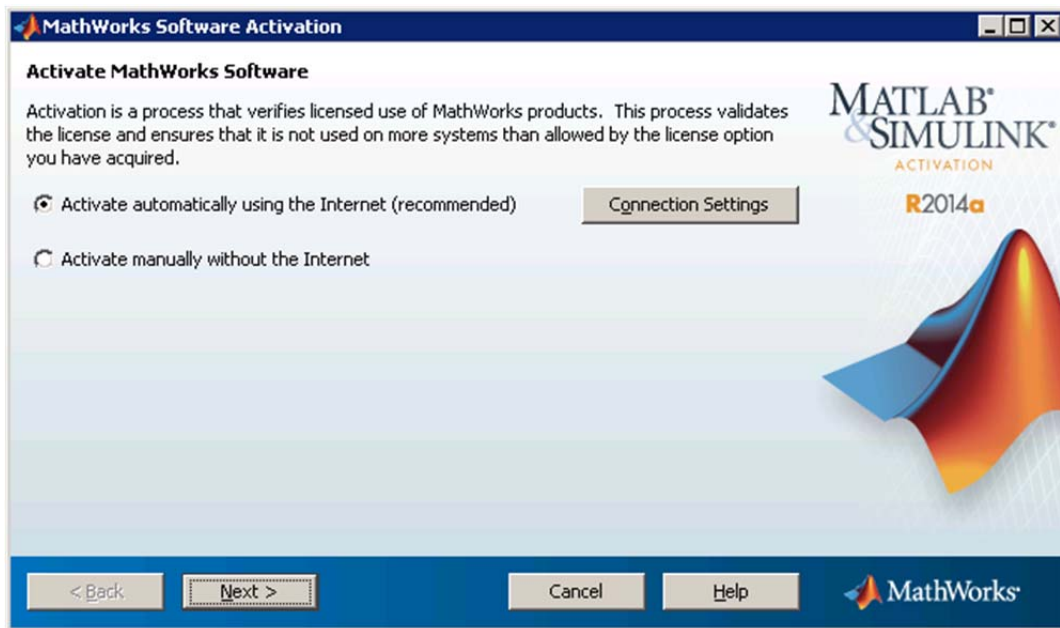 MathWorks Software Activation
Activate MathWorks Software
Activation is a process that verifies licensed use of MathWorks products. This process validates
the license and ensures that it is not used on more systems than allowed by the license option
you have acquired.
Activate automatically using the Internet (recommended)
Connection Settings
Activate manually without the Internet
MATLAB®
&SIMULINK®
ACTIVATION
R2014a
< Back
Next >
Cancel
Help
MathWorks®